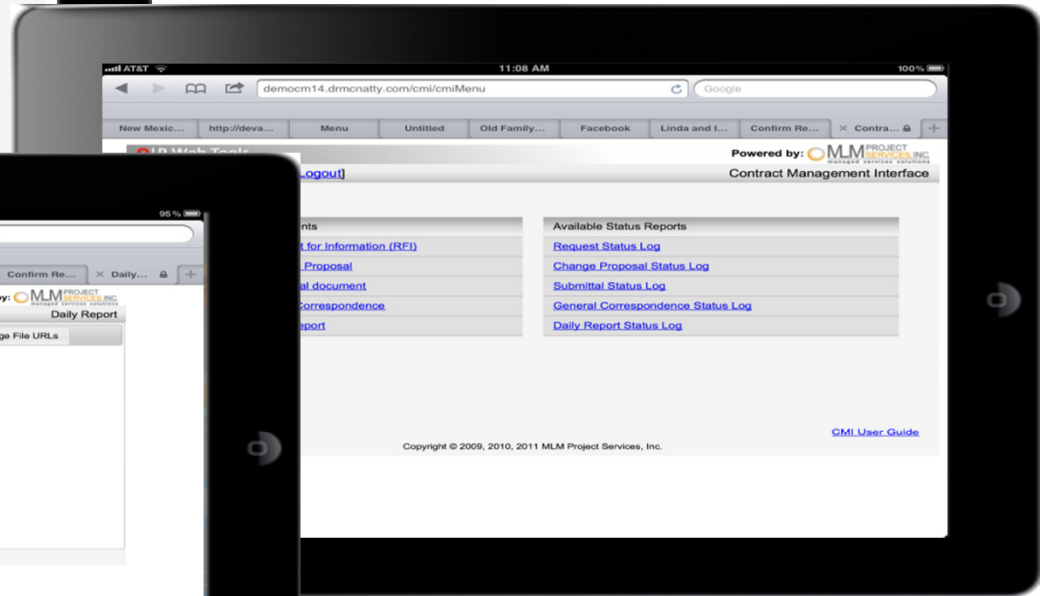 AT&T 11:08 AM 100%
democm14.drmcnatty.com/cmi/cmiMenu Google
New Mexic... http://deva... Menu Untitled Old Family... Facebook Linda and I... Confirm Re... Contra...
Web Tools Powered by: MLM PROJECT SERVICES, INC.
managed services solutions
Logout] Contract Management Interface
nts Available Status Reports
t for Information (RFI) Request Status Log
Proposal Change Proposal Status Log
al document Submittal Status Log
Correspondence General Correspondence Status Log
eport Daily Report Status Log
CMI User Guide
Copyright © 2009, 2010, 2011 MLM Project Services, Inc.
95%
Confirm Re... Daily...
y: MLM PROJECT SERVICES, INC.
managed services solutions
Daily Report
ge File URLs